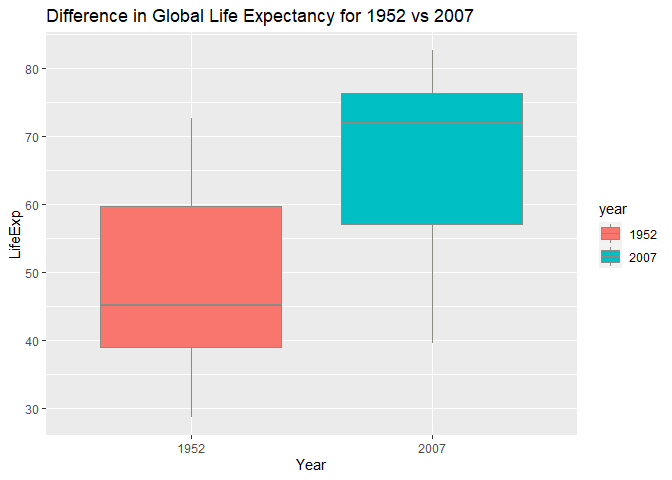 Difference in Global Life Expectancy for 1952 vs 2007
80
70
60
50
40
30
LifeExp
1952
2007
Year
year
1952
2007